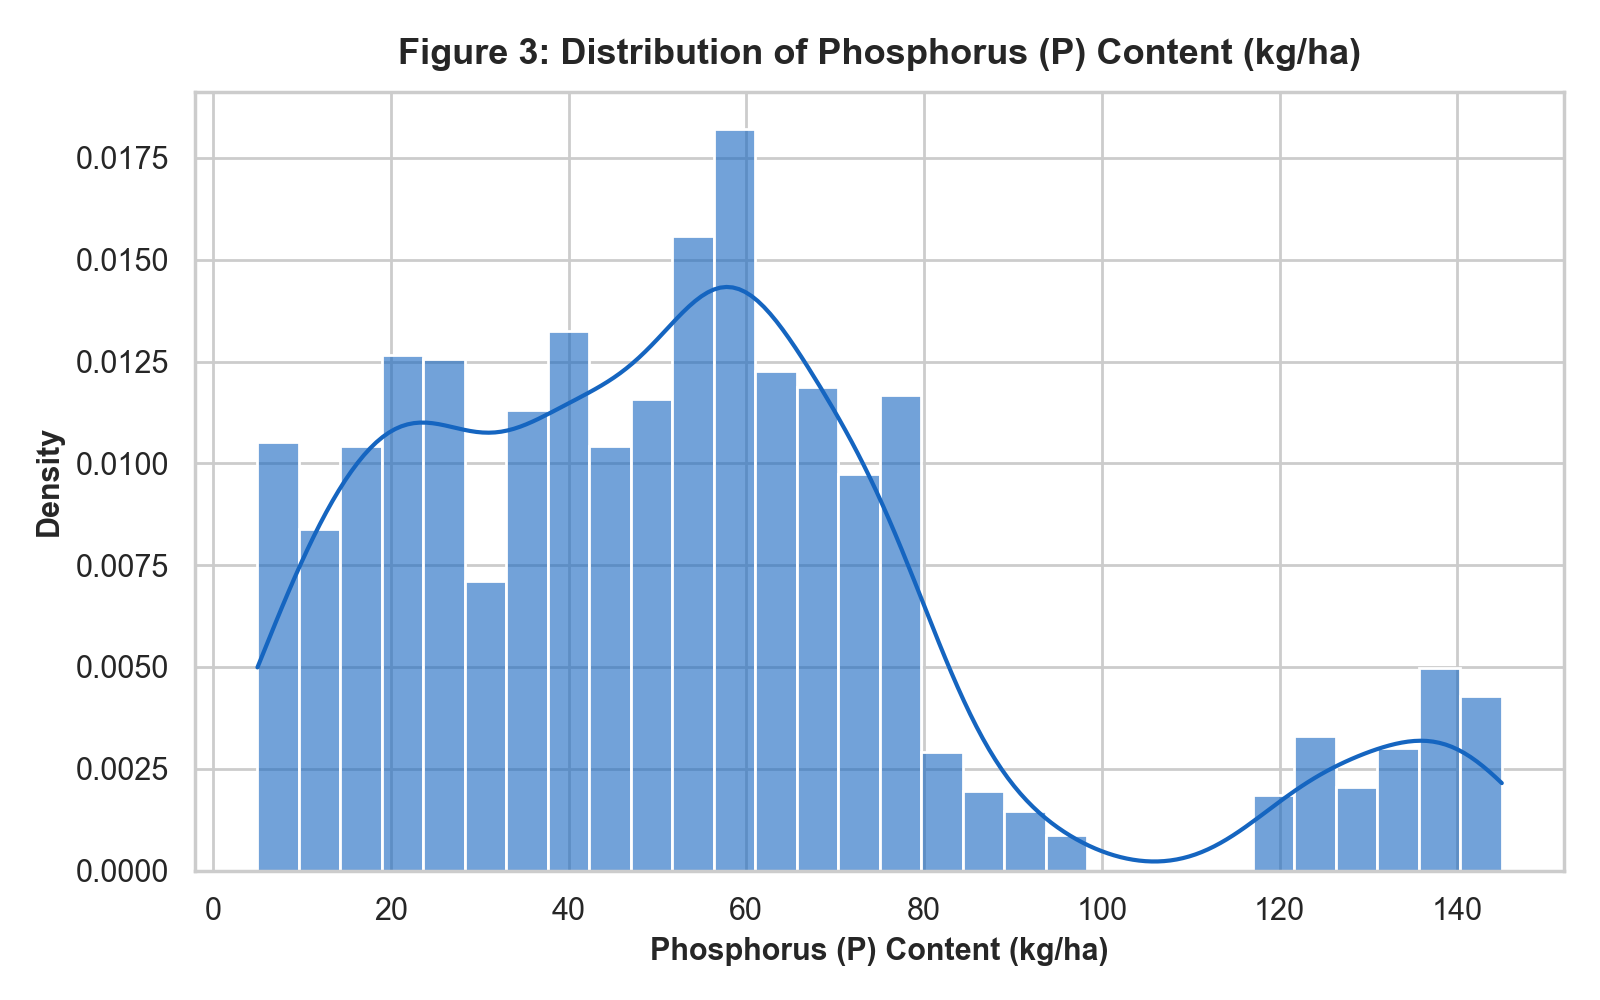 Figure 3: Distribution of Phosphorus (P) Content (kg/ha)
0.0175
0.0150
0.0125
0.0100
0.0075
0.0050
0.0025
0.0000
Density
0 20 40 60 80 100 120 140
Phosphorus (P) Content (kg/ha)